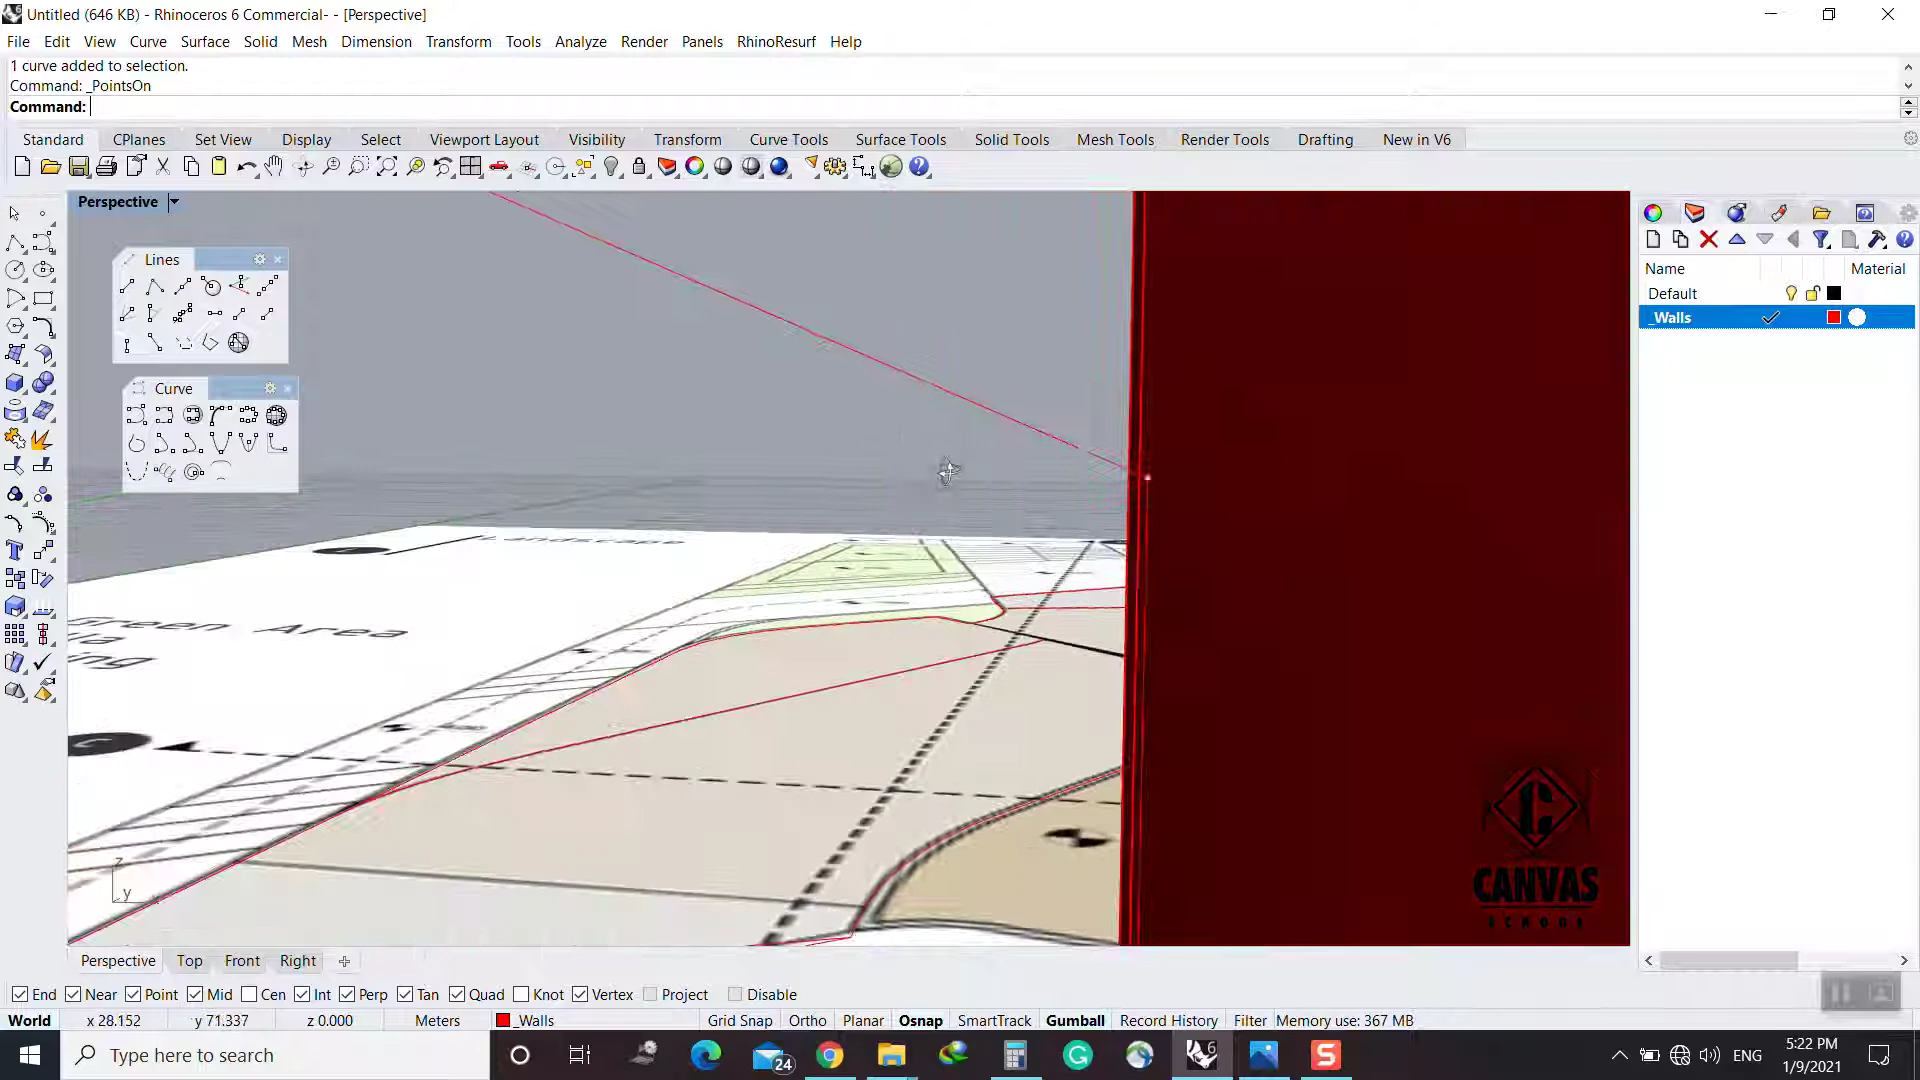 Untitled (646 KB) - Rhinoceros 6 Commercial- - [Perspective]
File Edit View Curve Surface Solid Mesh Dimension Transform Tools Analyze Render Panels RhinoResurf Help
1 curve added to selection.
Command: _PointsOn
Command:
Standard CPlanes Set View Display Select Viewport Layout Visibility Transform Curve Tools Surface Tools Solid Tools Mesh Tools Render Tools Drafting New in V6
Perspective
Lines
Curve
Name Material
Default
_Walls
Landscape
Green Area
z
y
x
CANVAS
SCHOOL
Perspective Top Front Right
End Near Point Mid Cen Int Perp Tan Quad Knot Vertex Project Disable
World x 28.152 y 71.337 z 0.000 Meters _Walls Grid Snap Ortho Planar Osnap SmartTrack Gumball Record History Filter Memory use: 367 MB
Type here to search
24
6
ENG
5:22 PM
1/9/2021